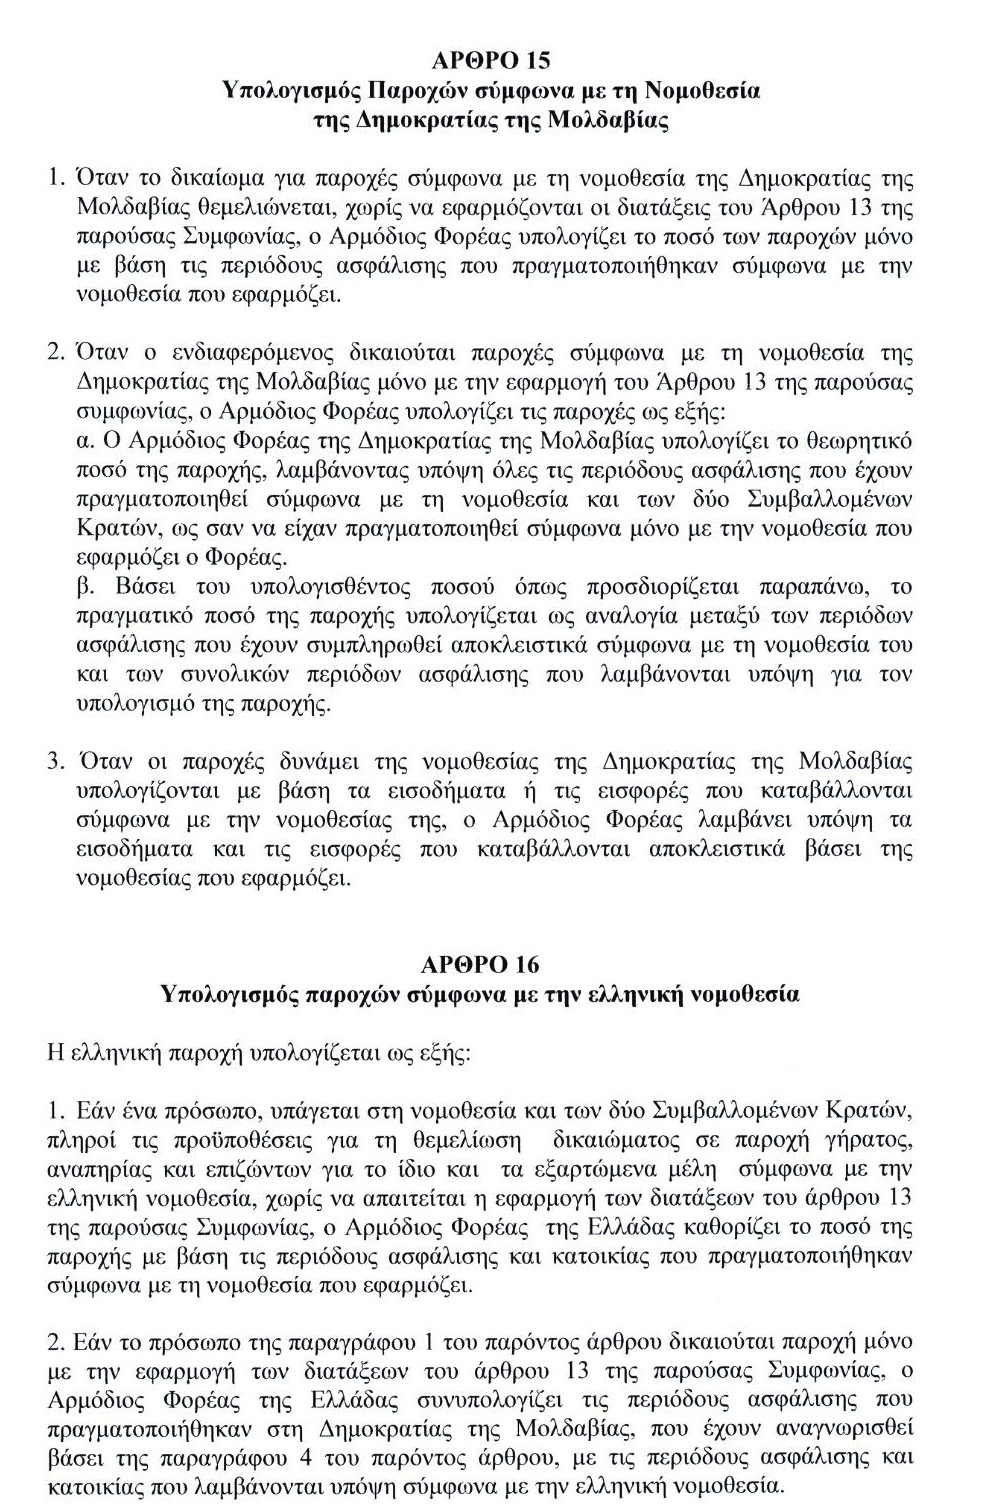 ΑΡΘΡΟ 15
Υπολογισμός Παροχών σύμφωνα με τη Νομοθεσία
της Δημοκρατίας της Μολδαβίας
1. Όταν το δικαίωμα για παροχές σύμφωνα με τη νομοθεσία της Δημοκρατίας της
Μολδαβίας θεμελιώνεται, χωρίς να εφαρμόζονται οι διατάξεις του Άρθρου 13 της
παρούσας Συμφωνίας, ο Αρμόδιος Φορέας υπολογίζει το ποσό των παροχών μόνο
με βάση τις περιόδους ασφάλισης που πραγματοποιήθηκαν σύμφωνα με την
νομοθεσία που εφαρμόζει.
2. Όταν ο ενδιαφερόμενος δικαιούται παροχές σύμφωνα με τη νομοθεσία της
Δημοκρατίας της Μολδαβίας μόνο με την εφαρμογή του Άρθρου 13 της παρούσας
συμφωνίας, ο Αρμόδιος Φορέας υπολογίζει τις παροχές ως εξής:
α. Ο Αρμόδιος Φορέας της Δημοκρατίας της Μολδαβίας υπολογίζει το θεωρητικό
ποσό της παροχής, λαμβάνοντας υπόψη όλες τις περιόδους ασφάλισης που έχουν
πραγματοποιηθεί σύμφωνα με τη νομοθεσία και των δύο Συμβαλλομένων
Κρατών, ως σαν να είχαν πραγματοποιηθεί σύμφωνα μόνο με την νομοθεσία που
εφαρμόζει ο Φορέας.
β. Βάσει του υπολογισθέντος ποσού όπως προσδιορίζεται παραπάνω, το
πραγματικό ποσό της παροχής υπολογίζεται ως αναλογία μεταξύ των περιόδων
ασφάλισης που έχουν συμπληρωθεί αποκλειστικά σύμφωνα με τη νομοθεσία του
και των συνολικών περιόδων ασφάλισης που λαμβάνονται υπόψη για τον
υπολογισμό της παροχής.
3. Όταν οι παροχές δυνάμει της νομοθεσίας της Δημοκρατίας της Μολδαβίας
υπολογίζονται με βάση τα εισοδήματα ή τις εισφορές που καταβάλλονται
σύμφωνα με την νομοθεσίας της, ο Αρμόδιος Φορέας λαμβάνει υπόψη τα
εισοδήματα και τις εισφορές που καταβάλλονται αποκλειστικά βάσει της
νομοθεσίας που εφαρμόζει.
ΑΡΘΡΟ 16
Υπολογισμός παροχών σύμφωνα με την ελληνική νομοθεσία
Η ελληνική παροχή υπολογίζεται ως εξής:
1. Εάν ένα πρόσωπο, υπάγεται στη νομοθεσία και των δύο Συμβαλλομένων Κρατών,
πληροί τις προϋποθέσεις για τη θεμελίωση δικαιώματος σε παροχή γήρατος,
αναπηρίας και επιζώντων για το ίδιο και τα εξαρτώμενα μέλη σύμφωνα με την
ελληνική νομοθεσία, χωρίς να απαιτείται η εφαρμογή των διατάξεων του άρθρου 13
της παρούσας Συμφωνίας, ο Αρμόδιος Φορέας της Ελλάδας καθορίζει το ποσό της
παροχής με βάση τις περιόδους ασφάλισης και κατοικίας που πραγματοποιήθηκαν
σύμφωνα με τη νομοθεσία που εφαρμόζει.
2. Εάν το πρόσωπο της παραγράφου 1 του παρόντος άρθρου δικαιούται παροχή μόνο
με την εφαρμογή των διατάξεων του άρθρου 13 της παρούσας Συμφωνίας, ο
Αρμόδιος Φορέας της Ελλάδας συνυπολογίζει τις περιόδους ασφάλισης που
πραγματοποιήθηκαν στη Δημοκρατίας της Μολδαβίας, που έχουν αναγνωρισθεί
βάσει της παραγράφου 4 του παρόντος άρθρου, με τις περιόδους ασφάλισης και
κατοικίας που λαμβάνονται υπόψη σύμφωνα με την ελληνική νομοθεσία.